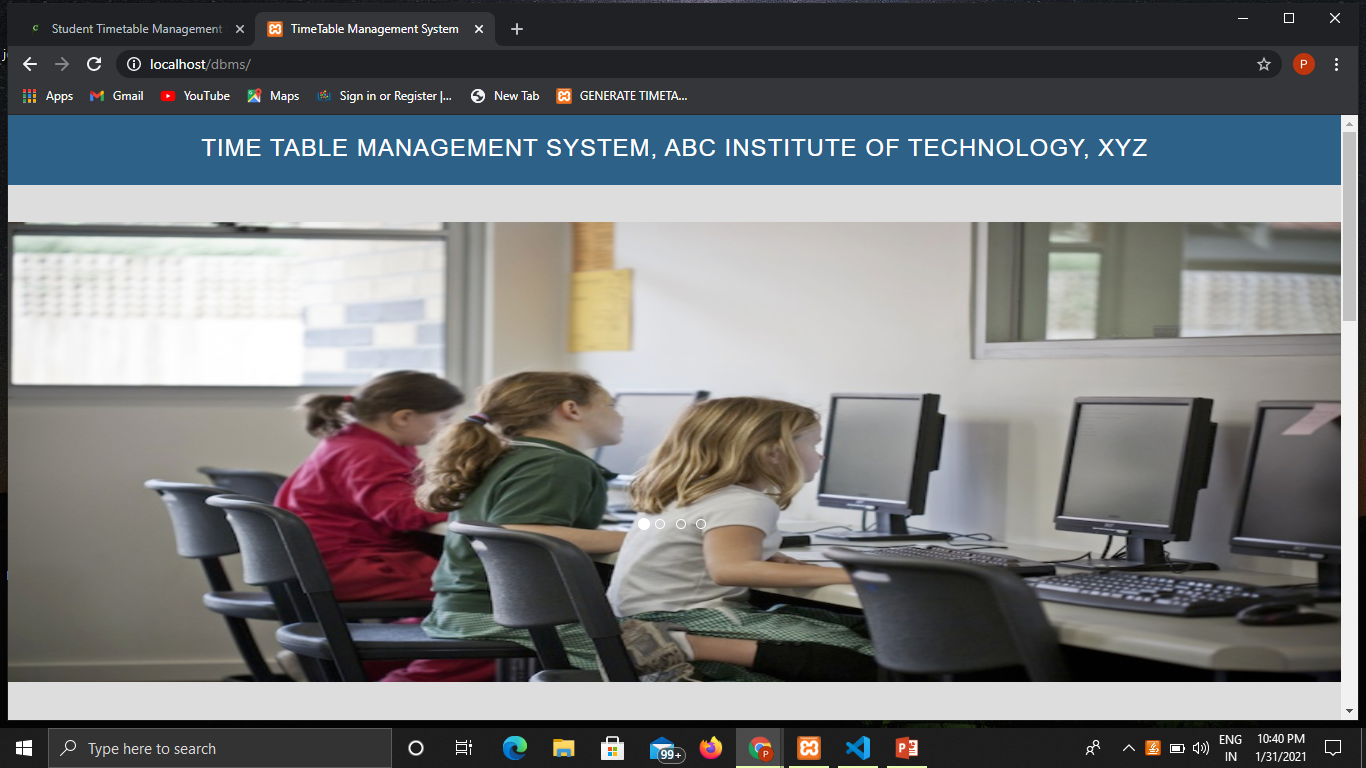 Student Timetable Management
TimeTable Management System
localhost/dbms/
P
Apps
Gmail
YouTube
Maps
Sign in or Register |...
New Tab
GENERATE TIMETA...
TIME TABLE MANAGEMENT SYSTEM, ABC INSTITUTE OF TECHNOLOGY, XYZ
Type here to search
99+
P
ENG
IN
10:40 PM
1/31/2021